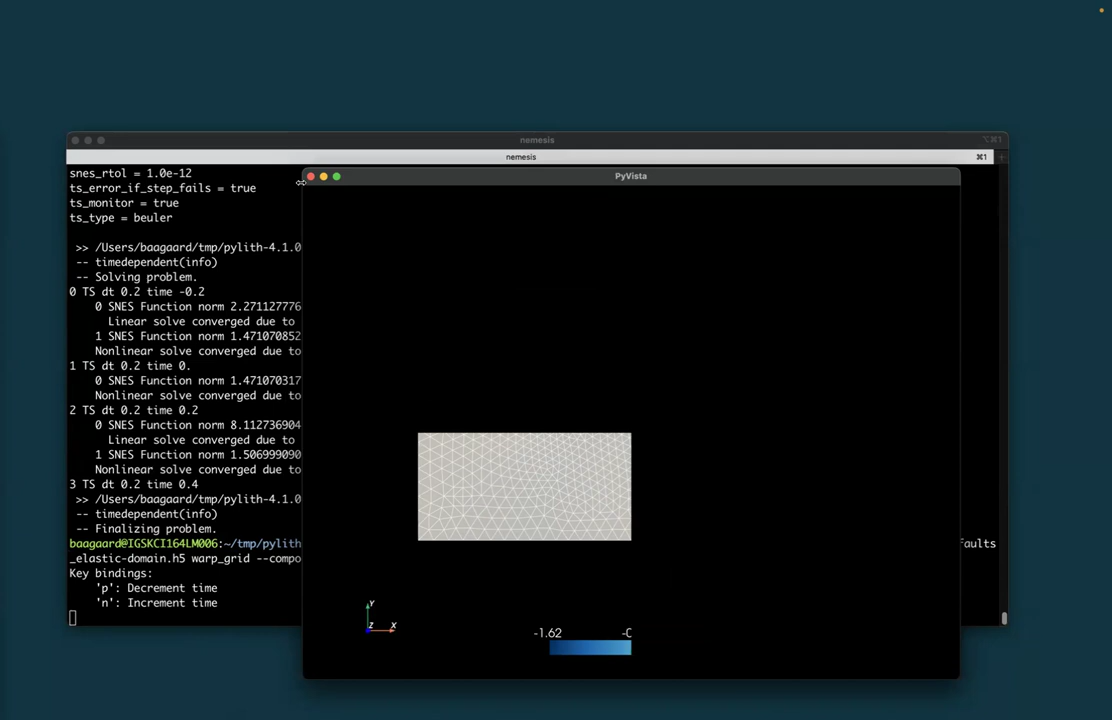 nemesis
⌥⌘1
nemesis
⌘1
+
snes_rtol = 1.0e-12
ts_error_if_step_fails = true
ts_monitor = true
ts_type = beuler
PyVista
>> /Users/baagaard/tmp/pylith-4.1.0
-- timedependent(info)
-- Solving problem.
0 TS dt 0.2 time -0.2
0 SNES Function norm 2.271127776
Linear solve converged due to
1 SNES Function norm 1.471070852
Nonlinear solve converged due to
1 TS dt 0.2 time 0.
0 SNES Function norm 1.471070317
Nonlinear solve converged due to
2 TS dt 0.2 time 0.2
0 SNES Function norm 8.112736904
Linear solve converged due to
1 SNES Function norm 1.506999090
Nonlinear solve converged due to
3 TS dt 0.2 time 0.4
>> /Users/baagaard/tmp/pylith-4.1.0
-- timedependent(info)
-- Finalizing problem.
baagaard@IGSKCI164LM006:~/tmp/pylith
faults
_elastic-domain.h5 warp_grid --compo
Key bindings:
'p': Decrement time
'n': Increment time
Y
Z
X
-1.62